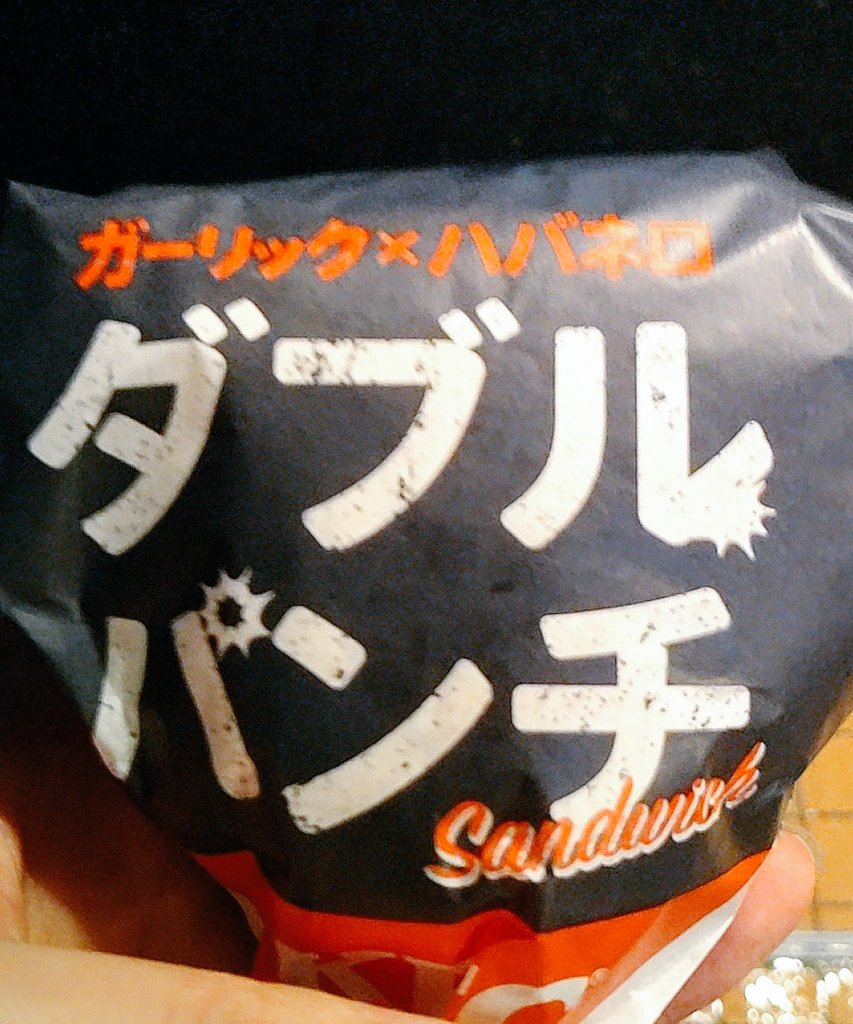 ガーリック×ハバネロ
ダブル
パンチ
Sandwich